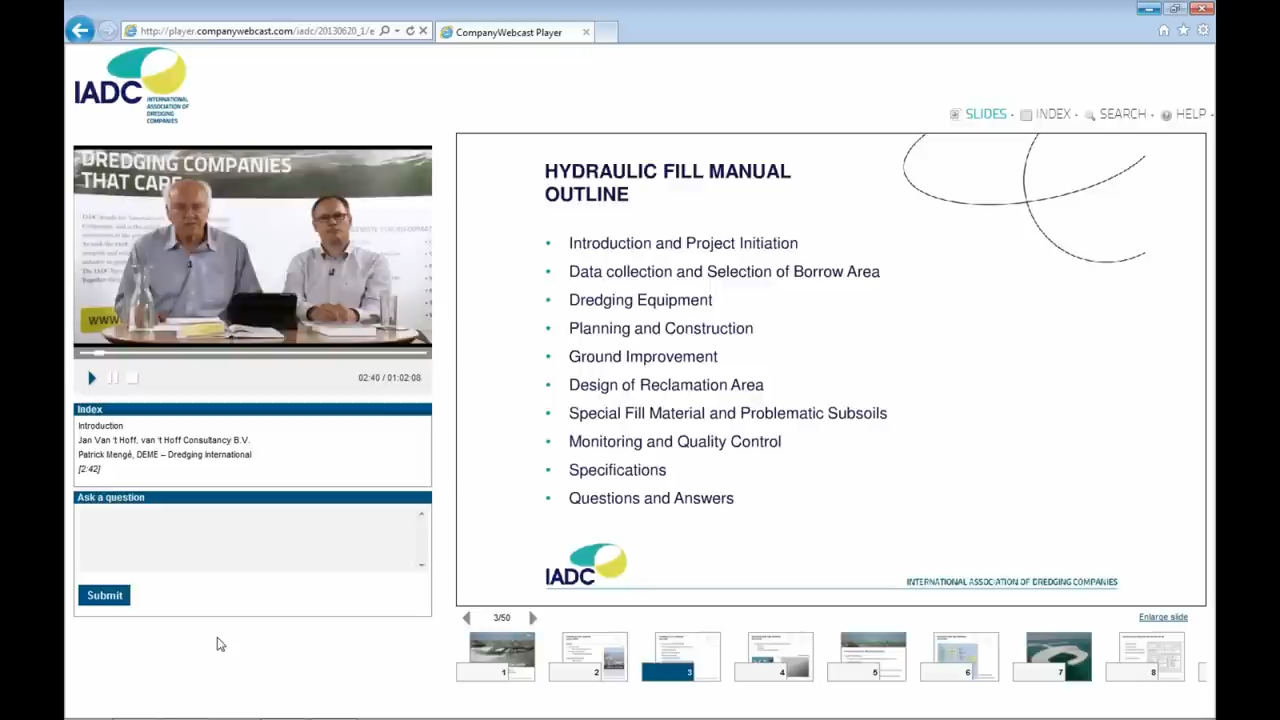 http://player.companywebcast.com/iadc/20130620_1/e
CompanyWebcast Player
IADC
INTERNATIONAL
ASSOCIATION OF
DREDGING
COMPANIES
SLIDES
INDEX
SEARCH
HELP
DREDGING COMPANIES
THAT CARE
www
02:40 / 01:02:08
Index
Introduction
Jan Van 't Hoff, van 't Hoff Consultancy B.V.
Patrick Mengé, DEME – Dredging International
[2:42]
Ask a question
Submit
HYDRAULIC FILL MANUAL
OUTLINE
• Introduction and Project Initiation
• Data collection and Selection of Borrow Area
• Dredging Equipment
• Planning and Construction
• Ground Improvement
• Design of Reclamation Area
• Special Fill Material and Problematic Subsoils
• Monitoring and Quality Control
• Specifications
• Questions and Answers
IADC
INTERNATIONAL ASSOCIATION OF DREDGING COMPANIES
3/50
Enlarge slide
1
2
3
4
5
6
7
8